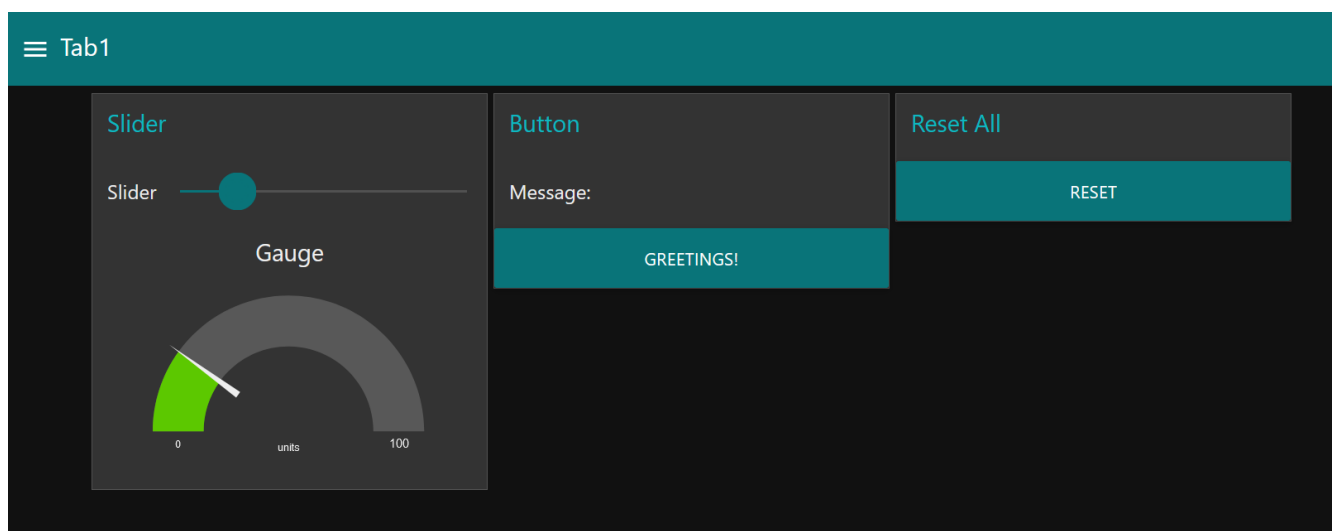 Tab1
Slider
Slider
Gauge
0
units
100
Button
Message:
GREETINGS!
Reset All
RESET